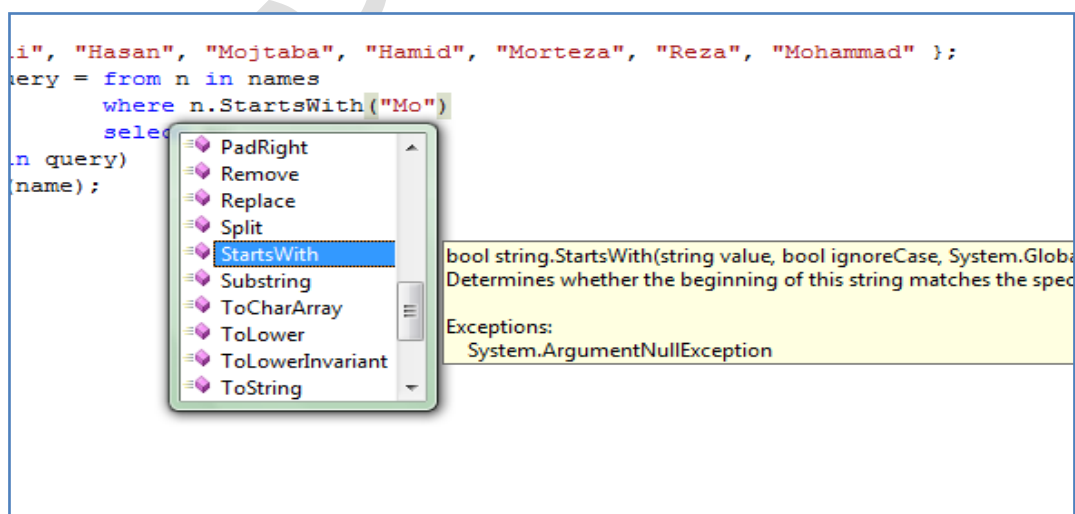 .i", "Hasan", "Mojtaba", "Hamid", "Morteza", "Reza", "Mohammad" };
ery = from n in names
where n.StartsWith("Mo")
selec
in query)
(name);
PadRight
Remove
Replace
Split
StartsWith
Substring
ToCharArray
ToLower
ToLowerInvariant
ToString
bool string.StartsWith(string value, bool ignoreCase, System.Globa
Determines whether the beginning of this string matches the spec
Exceptions:
System.ArgumentNullException